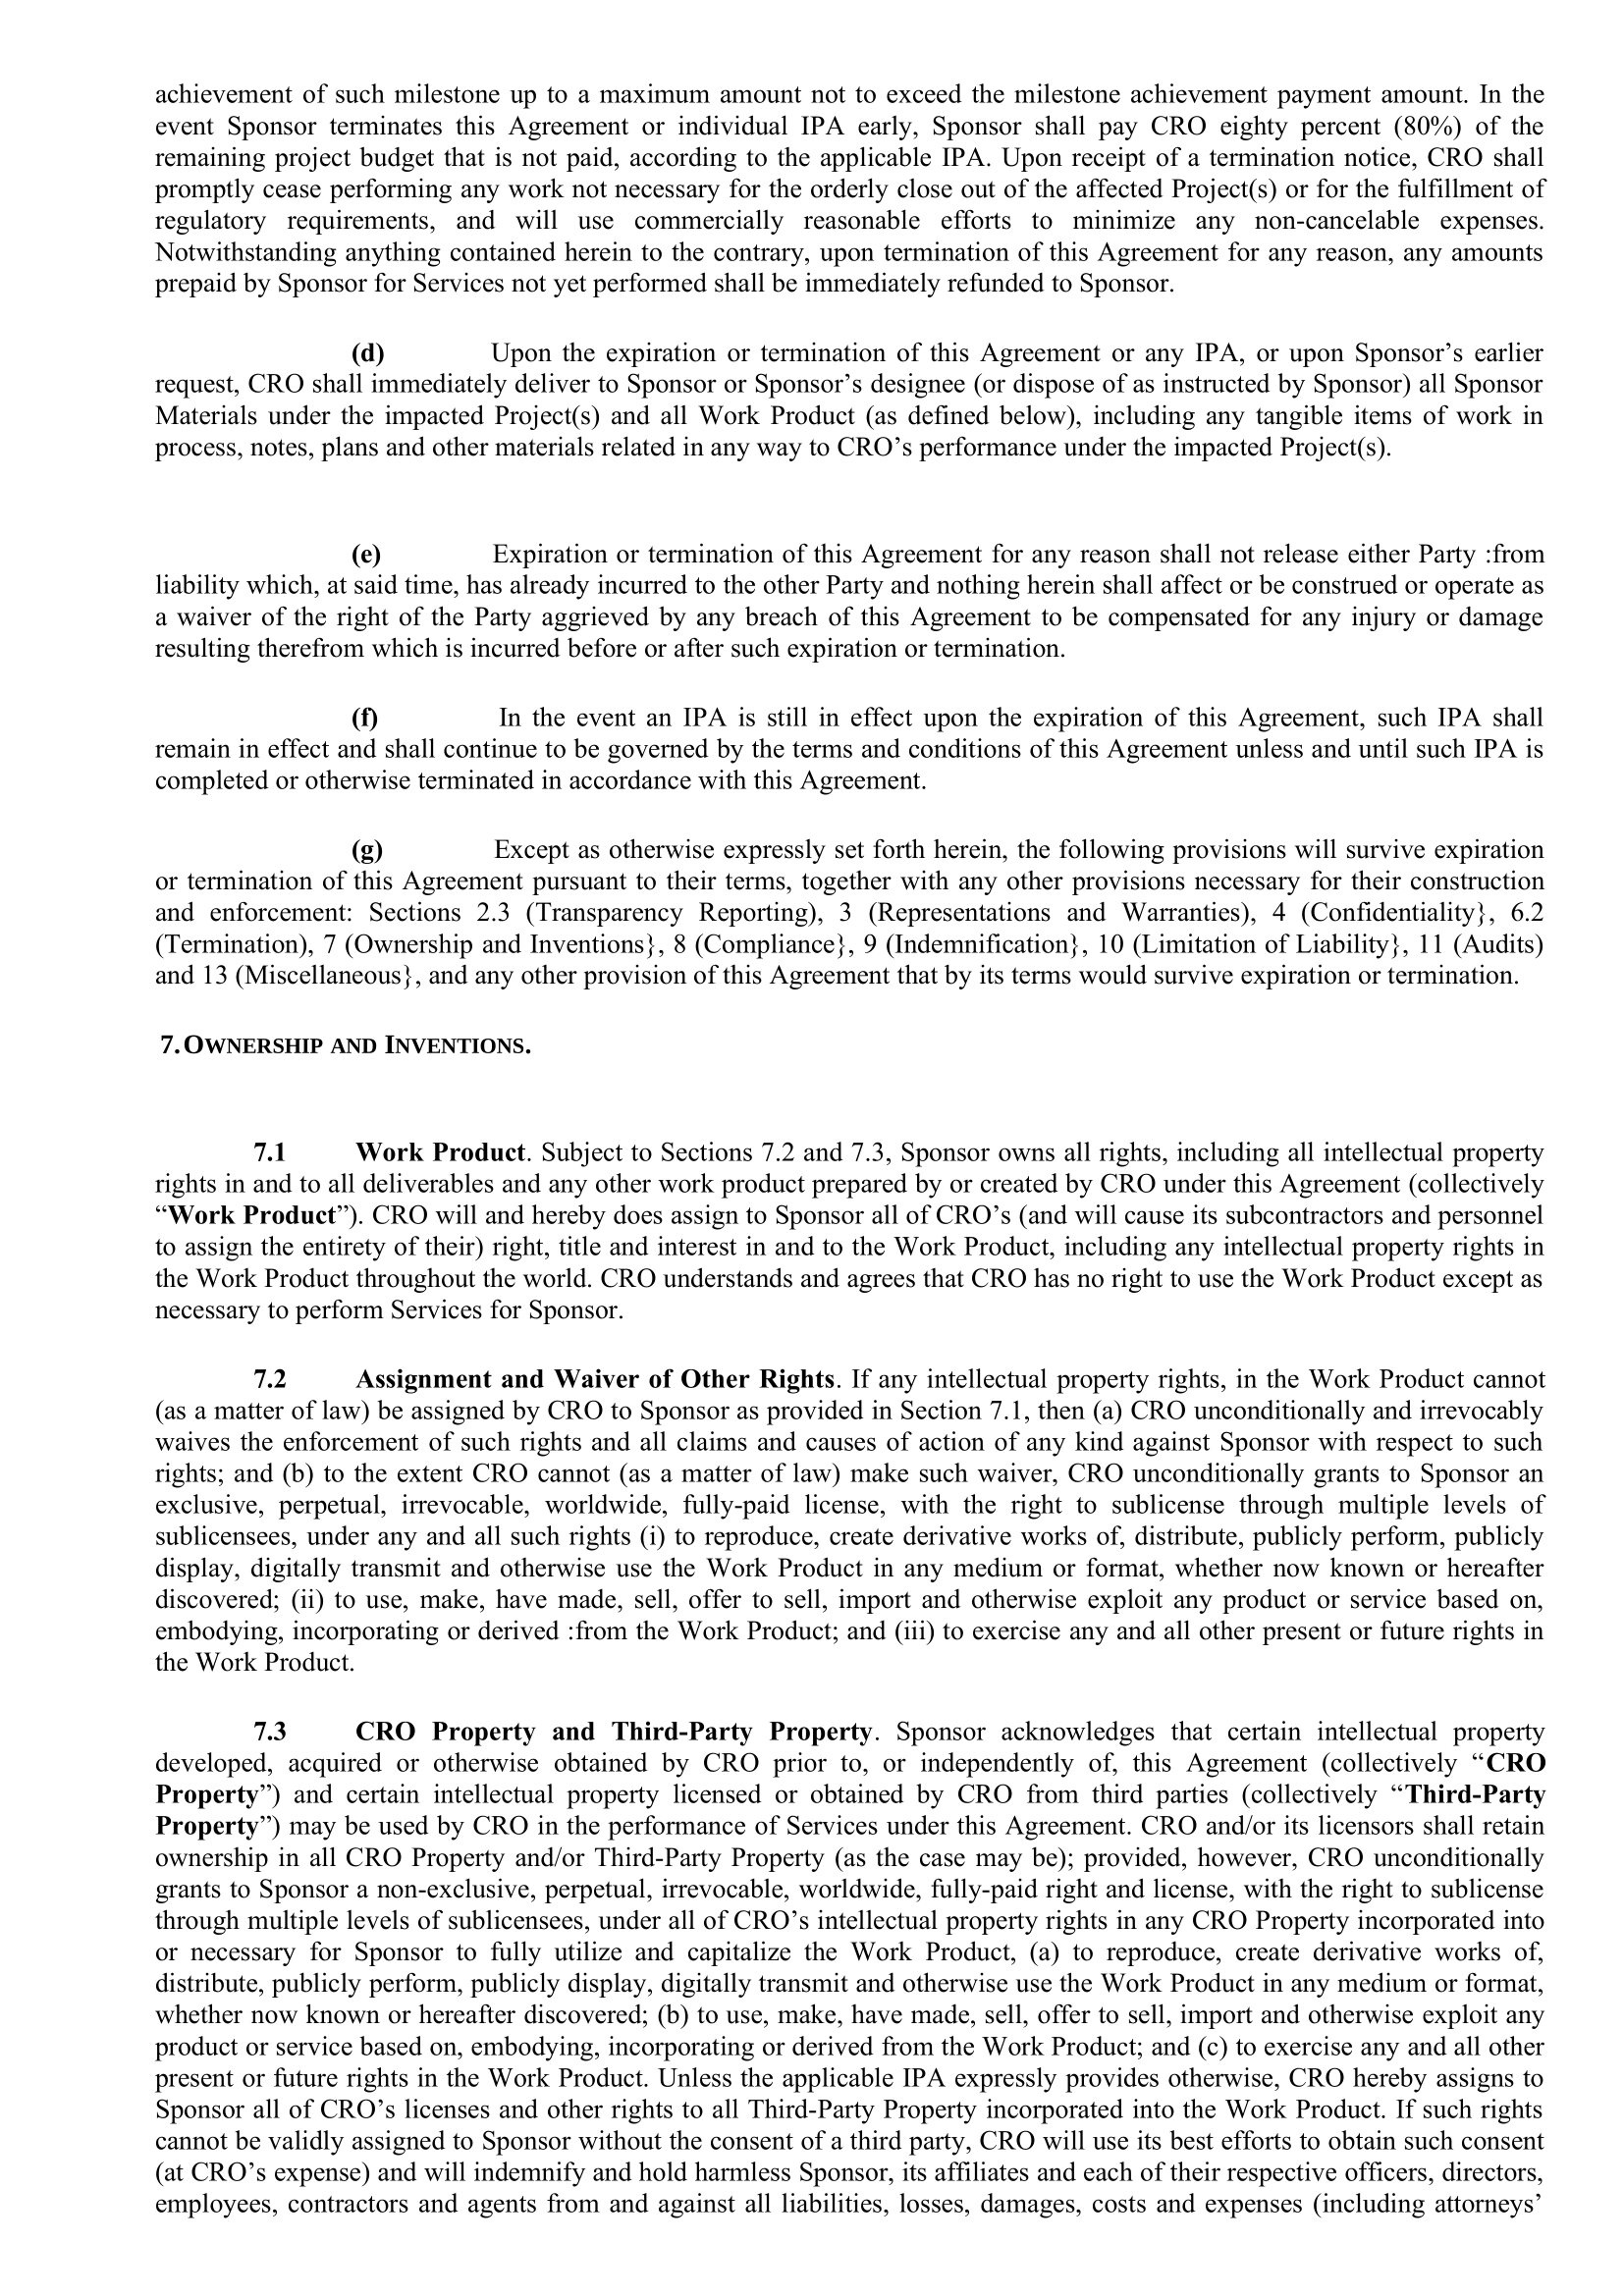 achievement of such milestone up to a maximum amount not to exceed the milestone achievement payment amount. In the
event Sponsor terminates this Agreement or individual IPA early, Sponsor shall pay CRO eighty percent (80%) of the
remaining project budget that is not paid, according to the applicable IPA. Upon receipt of a termination notice, CRO shall
promptly cease performing any work not necessary for the orderly close out of the affected Project(s) or for the fulfillment of
regulatory requirements, and will use commercially reasonable efforts to minimize any non-cancelable expenses.
Notwithstanding anything contained herein to the contrary, upon termination of this Agreement for any reason, any amounts
prepaid by Sponsor for Services not yet performed shall be immediately refunded to Sponsor.
(d) Upon the expiration or termination of this Agreement or any IPA, or upon Sponsor’s earlier
request, CRO shall immediately deliver to Sponsor or Sponsor’s designee (or dispose of as instructed by Sponsor) all Sponsor
Materials under the impacted Project(s) and all Work Product (as defined below), including any tangible items of work in
process, notes, plans and other materials related in any way to CRO’s performance under the impacted Project(s).
(e) Expiration or termination of this Agreement for any reason shall not release either Party :from
liability which, at said time, has already incurred to the other Party and nothing herein shall affect or be construed or operate as
a waiver of the right of the Party aggrieved by any breach of this Agreement to be compensated for any injury or damage
resulting therefrom which is incurred before or after such expiration or termination.
(f) In the event an IPA is still in effect upon the expiration of this Agreement, such IPA shall
remain in effect and shall continue to be governed by the terms and conditions of this Agreement unless and until such IPA is
completed or otherwise terminated in accordance with this Agreement.
(g) Except as otherwise expressly set forth herein, the following provisions will survive expiration
or termination of this Agreement pursuant to their terms, together with any other provisions necessary for their construction
and enforcement: Sections 2.3 (Transparency Reporting), 3 (Representations and Warranties), 4 (Confidentiality}, 6.2
(Termination), 7 (Ownership and Inventions}, 8 (Compliance}, 9 (Indemnification}, 10 (Limitation of Liability}, 11 (Audits)
and 13 (Miscellaneous}, and any other provision of this Agreement that by its terms would survive expiration or termination.
7. OWNERSHIP AND INVENTIONS.
7.1 Work Product. Subject to Sections 7.2 and 7.3, Sponsor owns all rights, including all intellectual property
rights in and to all deliverables and any other work product prepared by or created by CRO under this Agreement (collectively
“Work Product”). CRO will and hereby does assign to Sponsor all of CRO’s (and will cause its subcontractors and personnel
to assign the entirety of their) right, title and interest in and to the Work Product, including any intellectual property rights in
the Work Product throughout the world. CRO understands and agrees that CRO has no right to use the Work Product except as
necessary to perform Services for Sponsor.
7.2 Assignment and Waiver of Other Rights. If any intellectual property rights, in the Work Product cannot
(as a matter of law) be assigned by CRO to Sponsor as provided in Section 7.1, then (a) CRO unconditionally and irrevocably
waives the enforcement of such rights and all claims and causes of action of any kind against Sponsor with respect to such
rights; and (b) to the extent CRO cannot (as a matter of law) make such waiver, CRO unconditionally grants to Sponsor an
exclusive, perpetual, irrevocable, worldwide, fully-paid license, with the right to sublicense through multiple levels of
sublicensees, under any and all such rights (i) to reproduce, create derivative works of, distribute, publicly perform, publicly
display, digitally transmit and otherwise use the Work Product in any medium or format, whether now known or hereafter
discovered; (ii) to use, make, have made, sell, offer to sell, import and otherwise exploit any product or service based on,
embodying, incorporating or derived :from the Work Product; and (iii) to exercise any and all other present or future rights in
the Work Product.
7.3 CRO Property and Third-Party Property. Sponsor acknowledges that certain intellectual property
developed, acquired or otherwise obtained by CRO prior to, or independently of, this Agreement (collectively “CRO
Property”) and certain intellectual property licensed or obtained by CRO from third parties (collectively “Third-Party
Property”) may be used by CRO in the performance of Services under this Agreement. CRO and/or its licensors shall retain
ownership in all CRO Property and/or Third-Party Property (as the case may be); provided, however, CRO unconditionally
grants to Sponsor a non-exclusive, perpetual, irrevocable, worldwide, fully-paid right and license, with the right to sublicense
through multiple levels of sublicensees, under all of CRO’s intellectual property rights in any CRO Property incorporated into
or necessary for Sponsor to fully utilize and capitalize the Work Product, (a) to reproduce, create derivative works of,
distribute, publicly perform, publicly display, digitally transmit and otherwise use the Work Product in any medium or format,
whether now known or hereafter discovered; (b) to use, make, have made, sell, offer to sell, import and otherwise exploit any
product or service based on, embodying, incorporating or derived from the Work Product; and (c) to exercise any and all other
present or future rights in the Work Product. Unless the applicable IPA expressly provides otherwise, CRO hereby assigns to
Sponsor all of CRO’s licenses and other rights to all Third-Party Property incorporated into the Work Product. If such rights
cannot be validly assigned to Sponsor without the consent of a third party, CRO will use its best efforts to obtain such consent
(at CRO’s expense) and will indemnify and hold harmless Sponsor, its affiliates and each of their respective officers, directors,
employees, contractors and agents from and against all liabilities, losses, damages, costs and expenses (including attorneys’